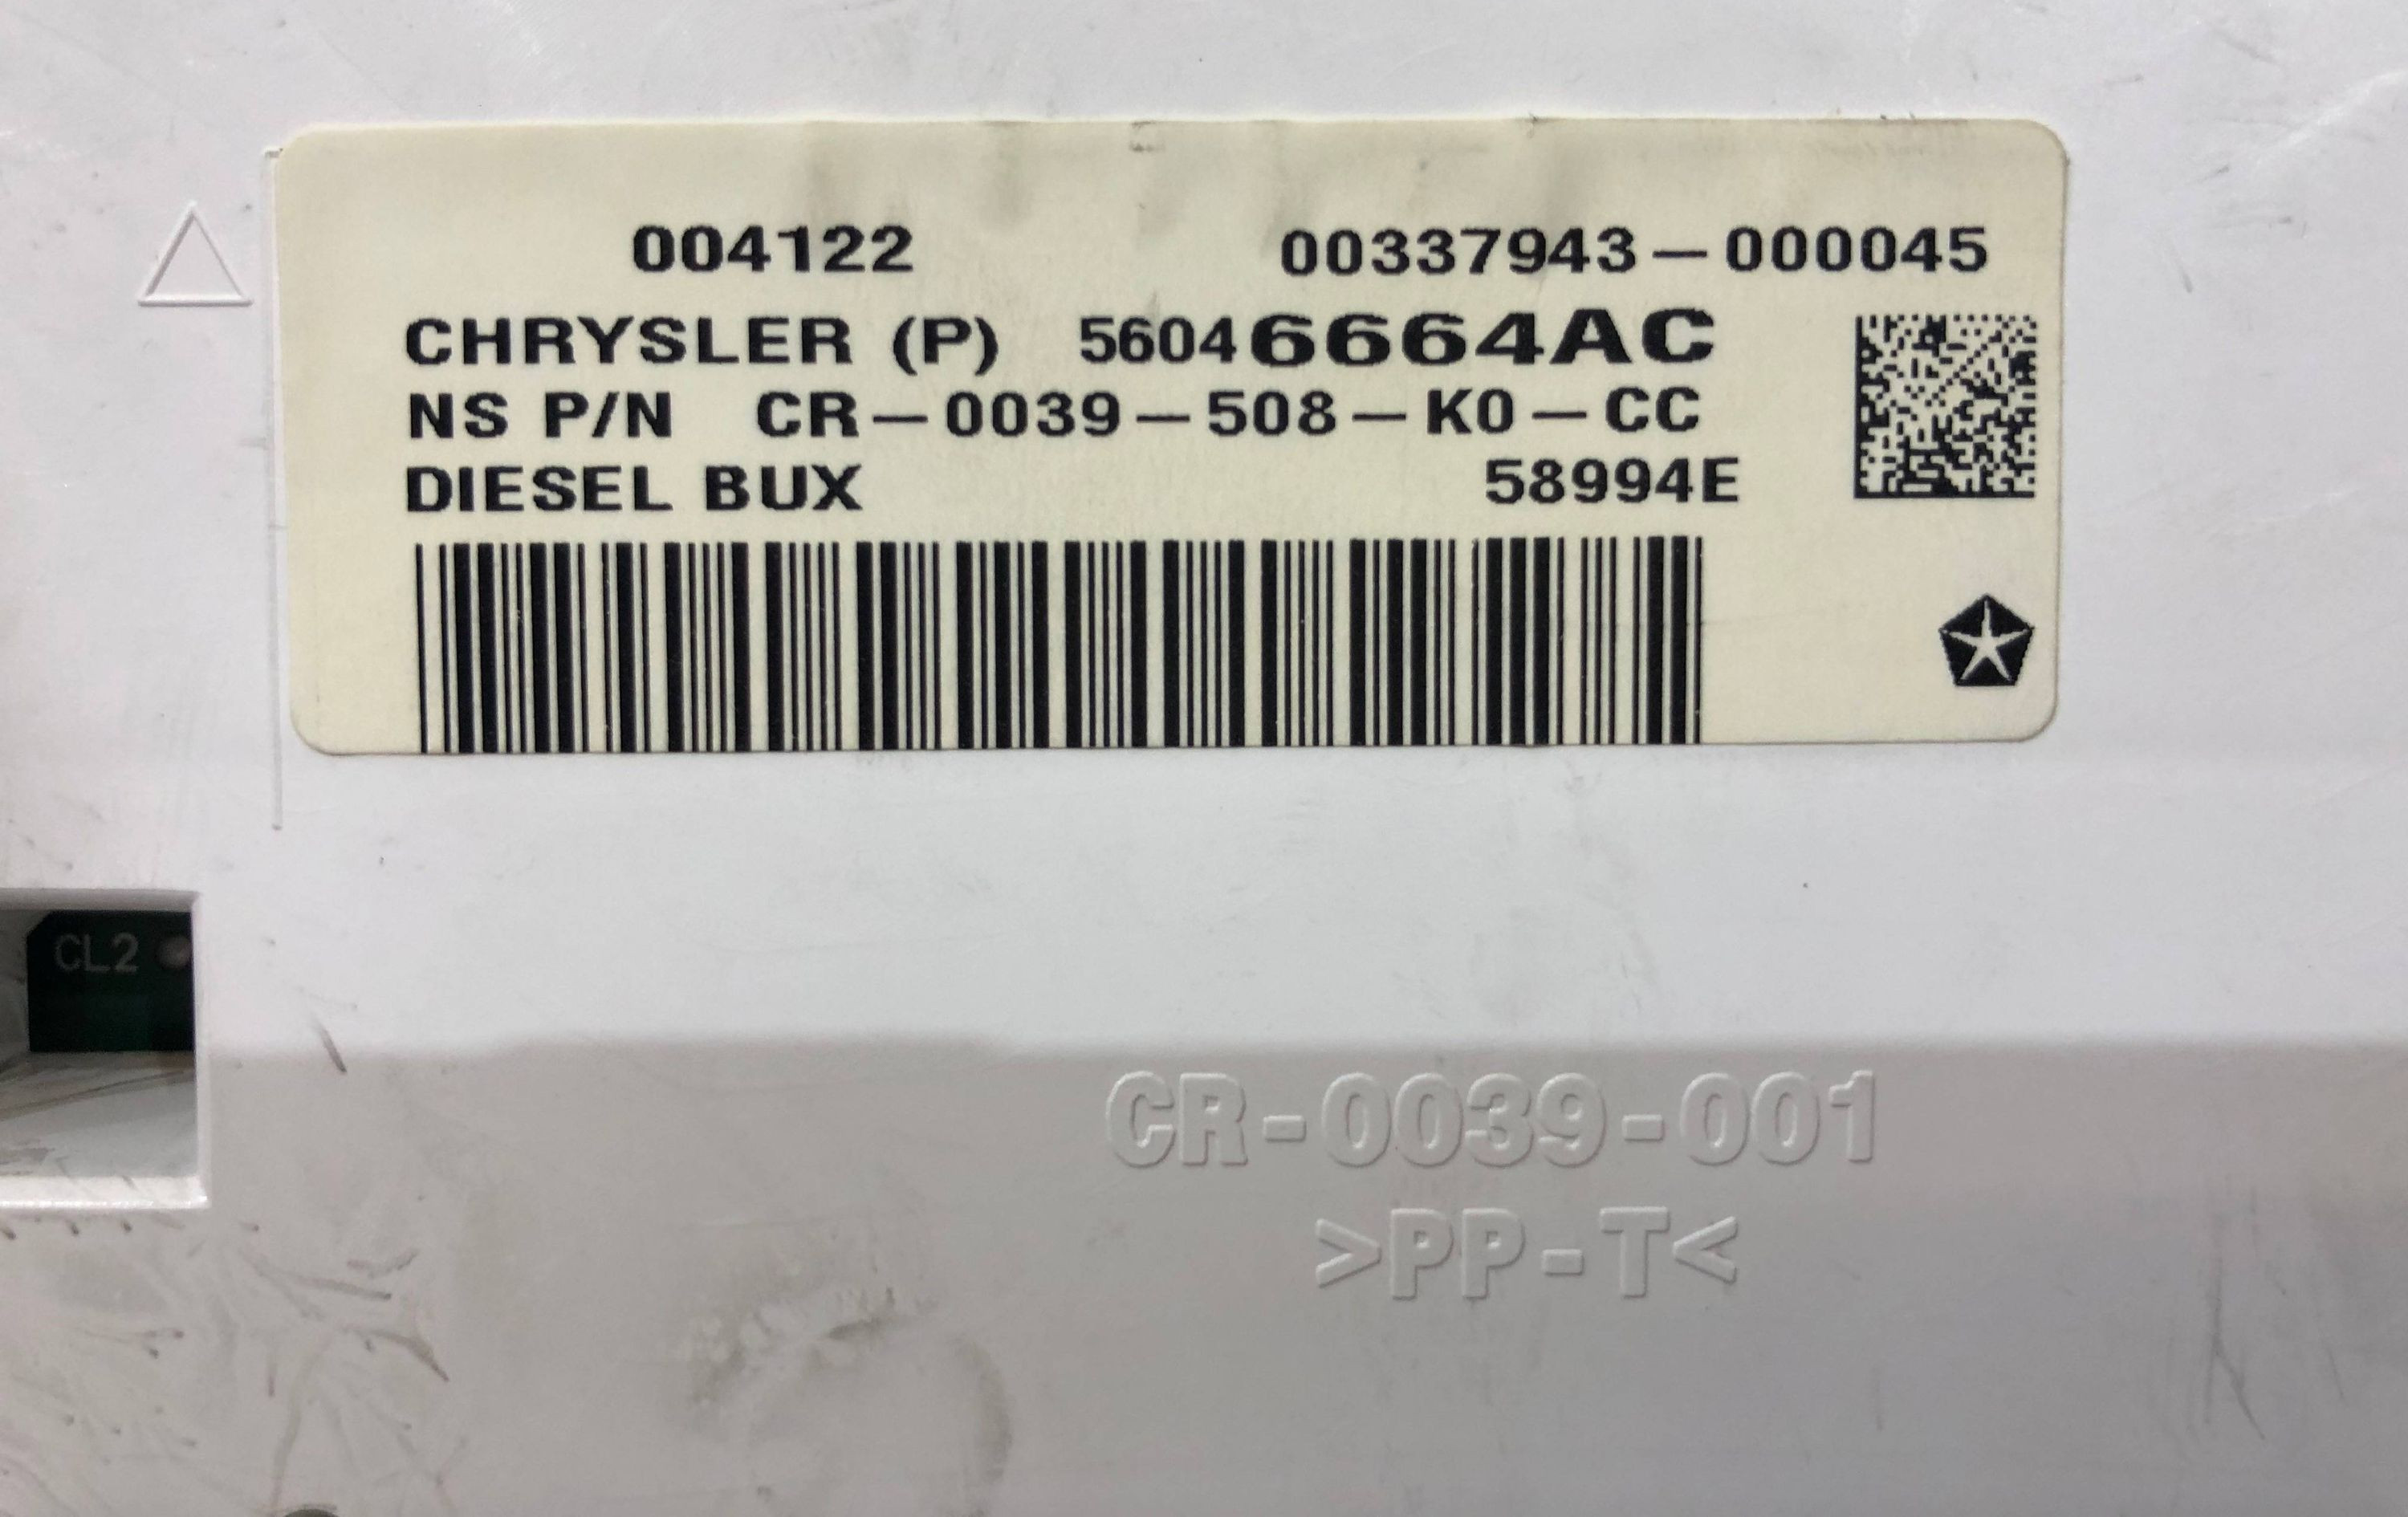 004122 00337943-000045
CHRYSLER (P) 56046664AC
NS P/N CR-0039-508-K0-CC
DIESEL BUX 58994E
CL2
CR-0039-001
>PP-T<